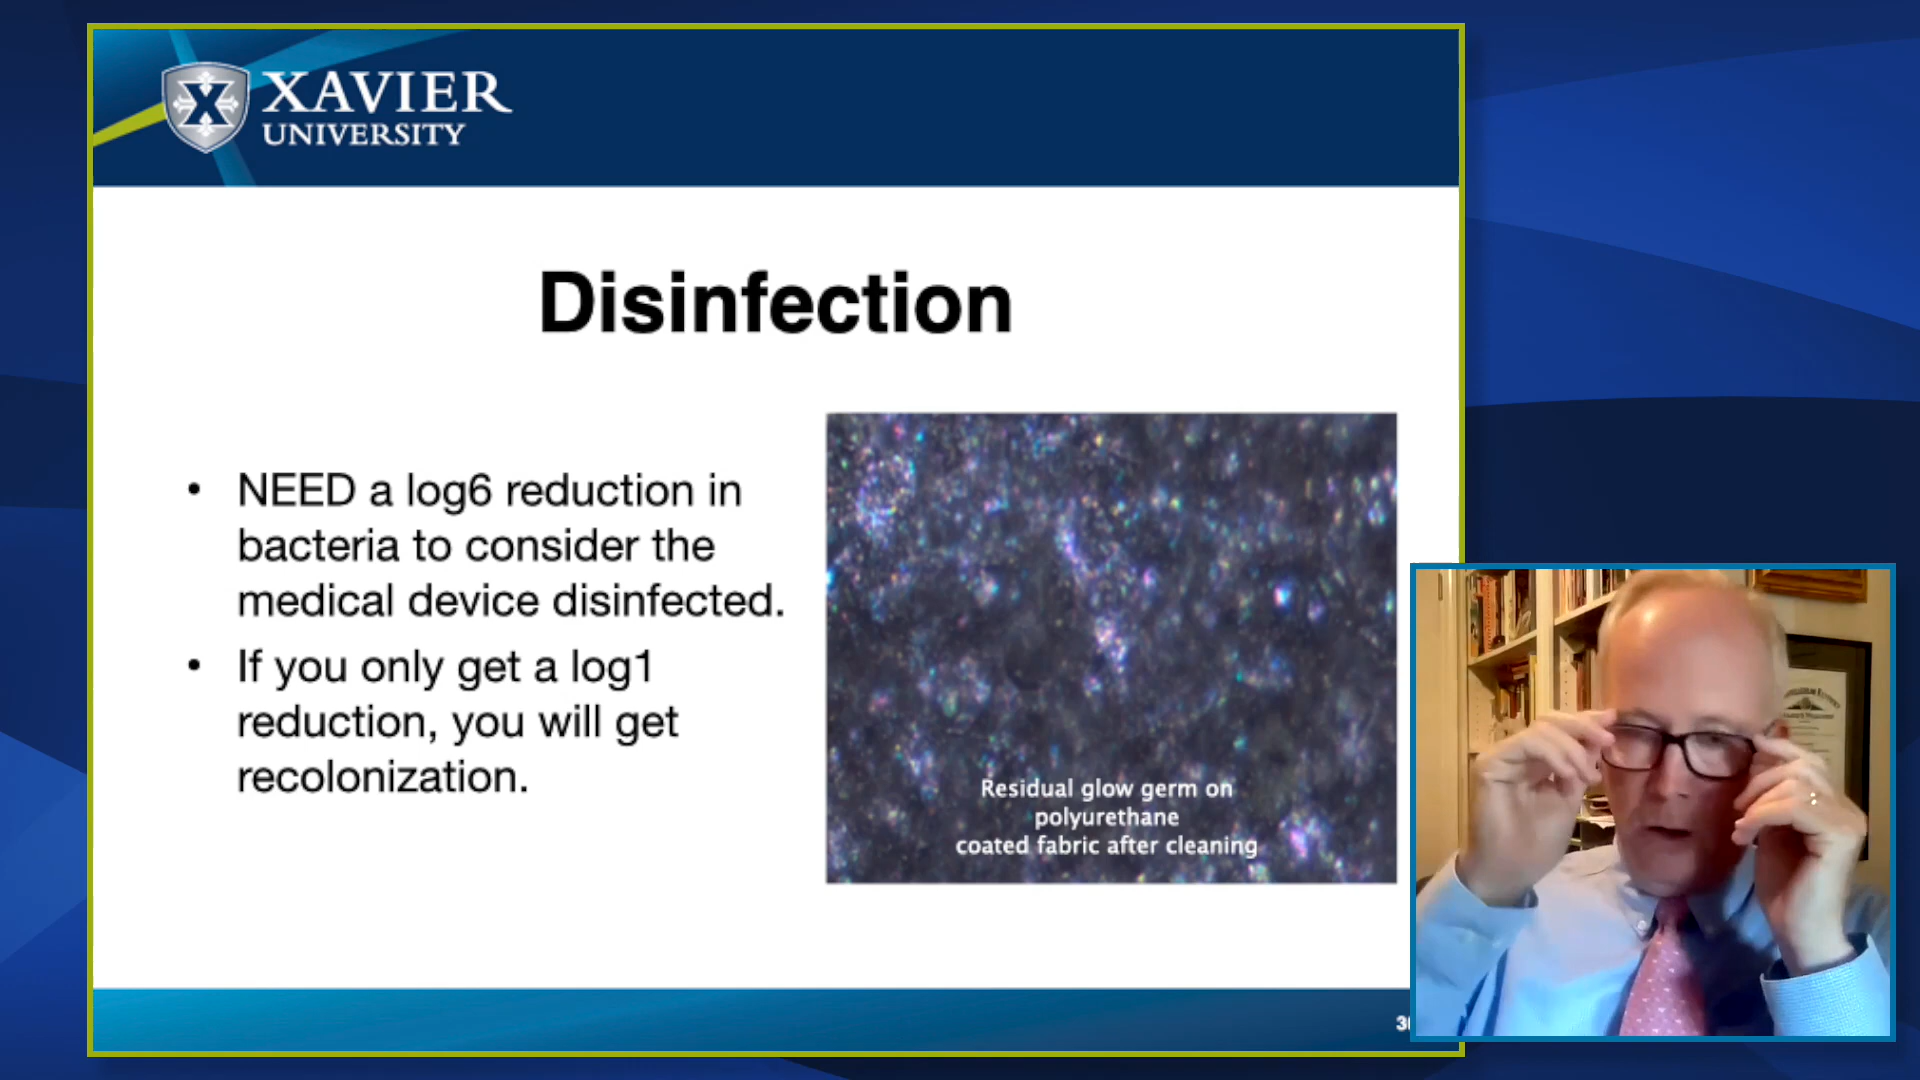 XAVIER
UNIVERSITY
Disinfection
• NEED a log6 reduction in
bacteria to consider the
medical device disinfected.
• If you only get a log1
reduction, you will get
recolonization.
Residual glow germ on
polyurethane
coated fabric after cleaning